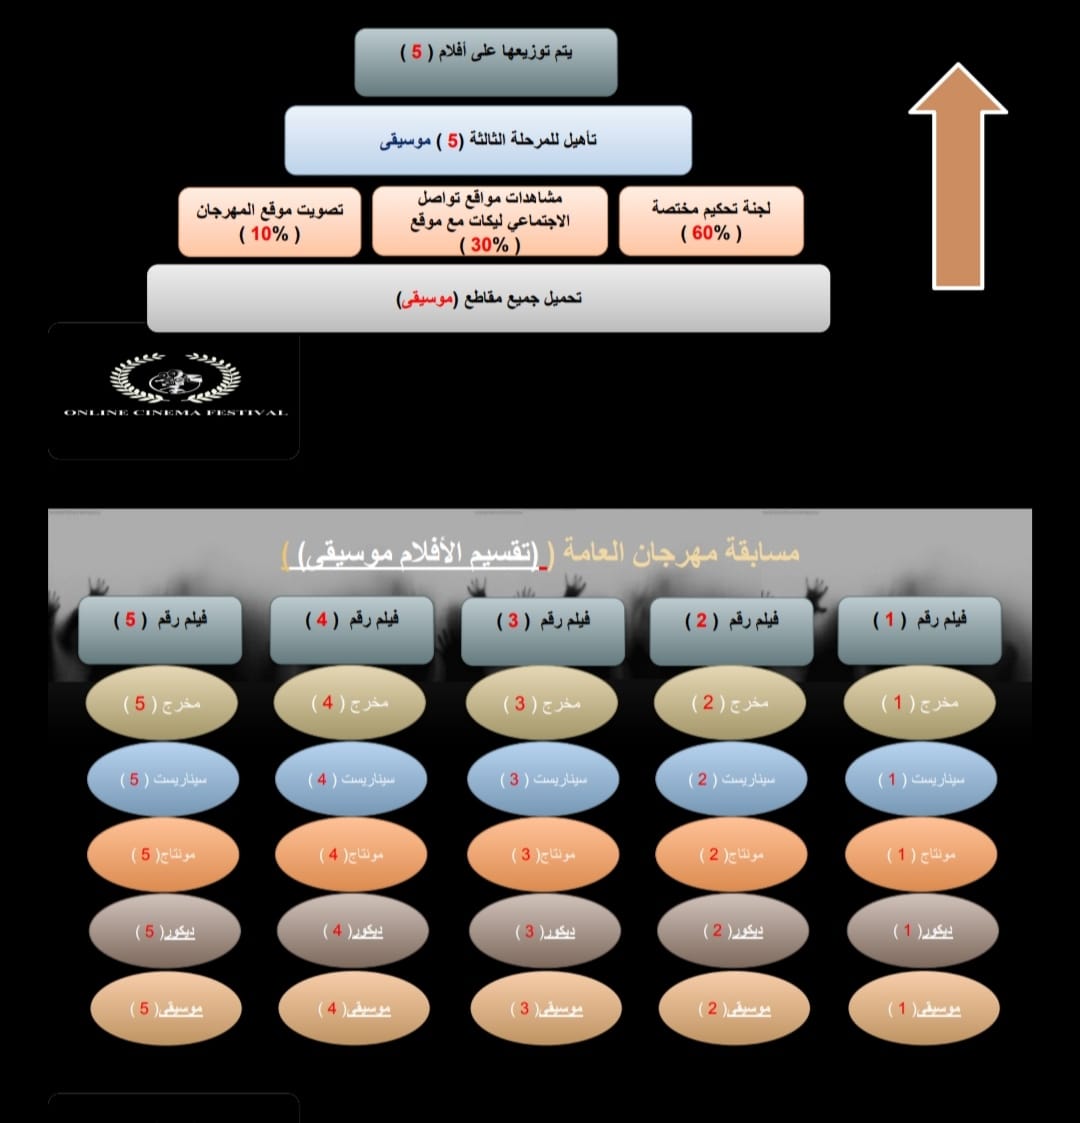 يتم توزيعها على أفلام ( 5 )
تأهيل للمرحلة الثالثة (5 ) موسيقى
لجنة تحكيم مختصة
( 60% )
مشاهدات مواقع تواصل
الاجتماعي ليكات مع موقع
( 30% )
تصويت موقع المهرجان
( 10% )
تحميل جميع مقاطع (موسيقى)
ONLINE CINEMA FESTIVAL
مسابقة مهرجان العامة ( (تقسيم الأفلام موسيقى) )
فيلم رقم ( 1 )
فيلم رقم ( 2 )
فيلم رقم ( 3 )
فيلم رقم ( 4 )
فيلم رقم ( 5 )
مخرج ( 1 )
مخرج ( 2 )
مخرج ( 3 )
مخرج ( 4 )
مخرج ( 5 )
سيناريست ( 1 )
سيناريست ( 2 )
سيناريست ( 3 )
سيناريست ( 4 )
سيناريست ( 5 )
مونتاج ( 1 )
مونتاج( 2 )
مونتاج( 3 )
مونتاج( 4 )
مونتاج( 5 )
ديكور( 1 )
ديكور( 2 )
ديكور( 3 )
ديكور( 4 )
ديكور( 5 )
موسيقى( 1 )
موسيقى( 2 )
موسيقى( 3 )
موسيقى( 4 )
موسيقى( 5 )